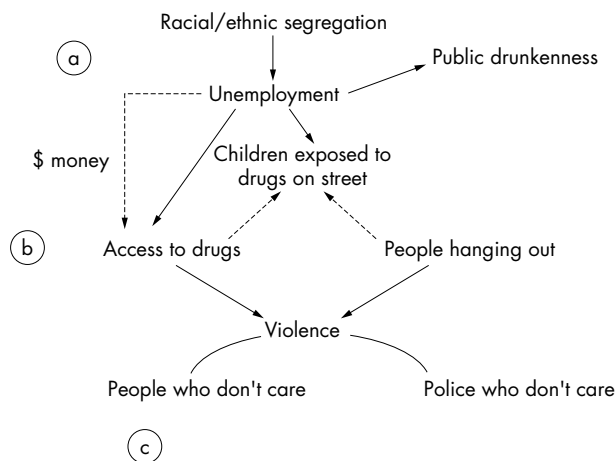 Racial/ethnic segregation
a
Public drunkenness
Unemployment
Children exposed to
drugs on street
$ money
b
Access to drugs
People hanging out
Violence
People who don't care
Police who don't care
c